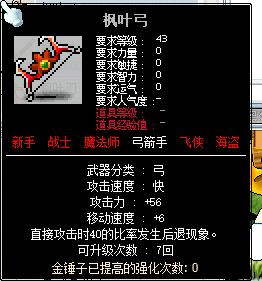 枫叶弓
要求等级 : 43
要求力量 : 0
要求敏捷 : 0
要求智力 : 0
要求运气 : 0
要求人气度 : -
道具等级 : -
道具经验值 : -
新手 战士 魔法师 弓箭手 飞侠 海盗
武器分类 : 弓
攻击速度 : 快
攻击力 : +56
移动速度 : +6
直接攻击时40的比率发生后退现象。
可升级次数 : 7回
金锤子已提高的强化次数: 0